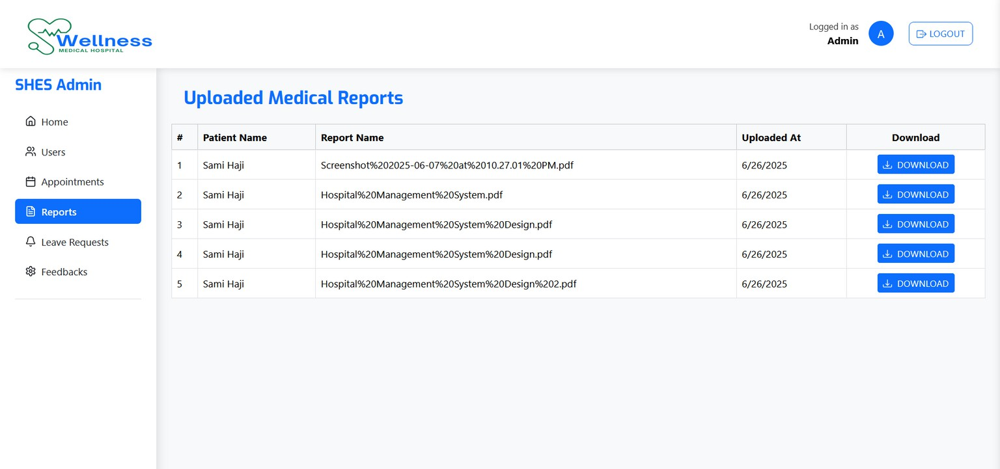 Wellness
MEDICAL HOSPITAL
Logged in as
Admin
A
LOGOUT
SHES Admin
Home
Users
Appointments
Reports
Leave Requests
Feedbacks
Uploaded Medical Reports
# Patient Name Report Name Uploaded At Download
1 Sami Haji Screenshot%202025-06-07%20at%2010.27.01%20PM.pdf 6/26/2025 DOWNLOAD
2 Sami Haji Hospital%20Management%20System.pdf 6/26/2025 DOWNLOAD
3 Sami Haji Hospital%20Management%20System%20Design.pdf 6/26/2025 DOWNLOAD
4 Sami Haji Hospital%20Management%20System%20Design.pdf 6/26/2025 DOWNLOAD
5 Sami Haji Hospital%20Management%20System%20Design%202.pdf 6/26/2025 DOWNLOAD